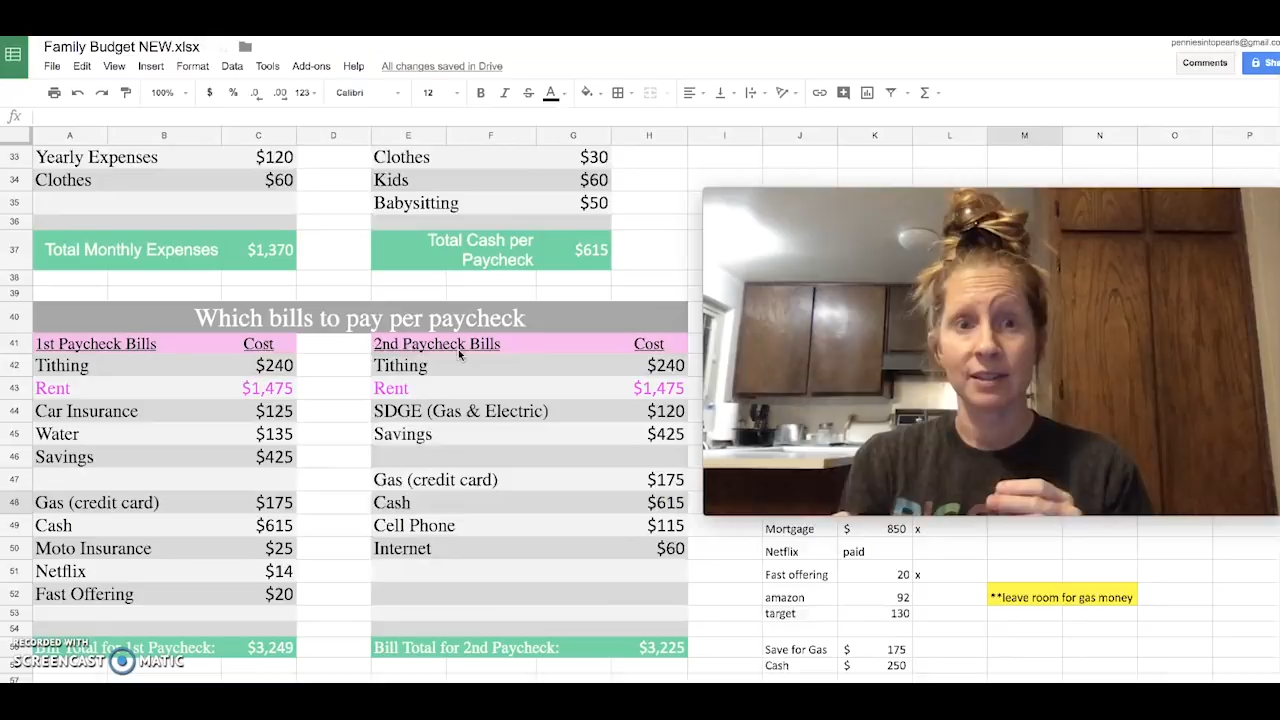 Family Budget NEW.xlsx
penniesintopearls@gmail.co
File Edit View Insert Format Data Tools Add-ons Help All changes saved in Drive
Comments Sha
100% $ % .0 .00 123 Calibri 12 B I S A Σ
fx
A B C D E F G H I J K L M N O P
33 Yearly Expenses $120 Clothes $30
34 Clothes $60 Kids $60
35 Babysitting $50
36
37 Total Monthly Expenses $1,370 Total Cash per Paycheck $615
38
39
40 Which bills to pay per paycheck
41 1st Paycheck Bills Cost 2nd Paycheck Bills Cost
42 Tithing $240 Tithing $240
43 Rent $1,475 Rent $1,475
44 Car Insurance $125 SDGE (Gas & Electric) $120
45 Water $135 Savings $425
46 Savings $425
47 Gas (credit card) $175
48 Gas (credit card) $175 Cash $615
49 Cash $615 Cell Phone $115 Mortgage $ 850 x
50 Moto Insurance $25 Internet $60 Netflix paid
51 Netflix $14 Fast offering 20 x
52 Fast Offering $20 amazon 92 **leave room for gas money
53 target 130
54
Bill Total for 1st Paycheck: $3,249 Bill Total for 2nd Paycheck: $3,225 Save for Gas $ 175
Cash $ 250
57
RECORDED WITH
SCREENCAST MATIC